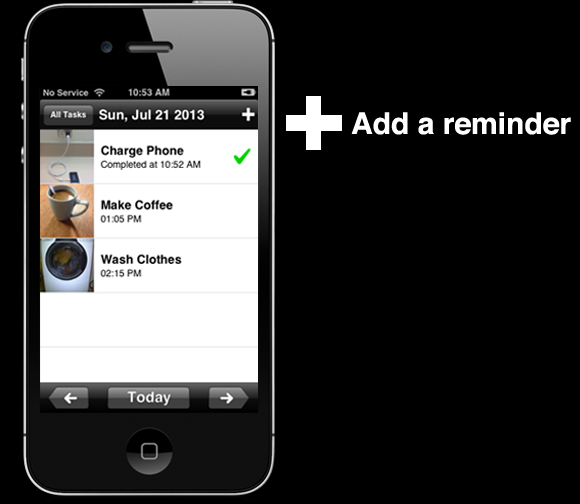 No Service 10:53 AM
All Tasks Sun, Jul 21 2013 +
Charge Phone
Completed at 10:52 AM
Make Coffee
01:05 PM
Wash Clothes
02:15 PM
Today
+ Add a reminder